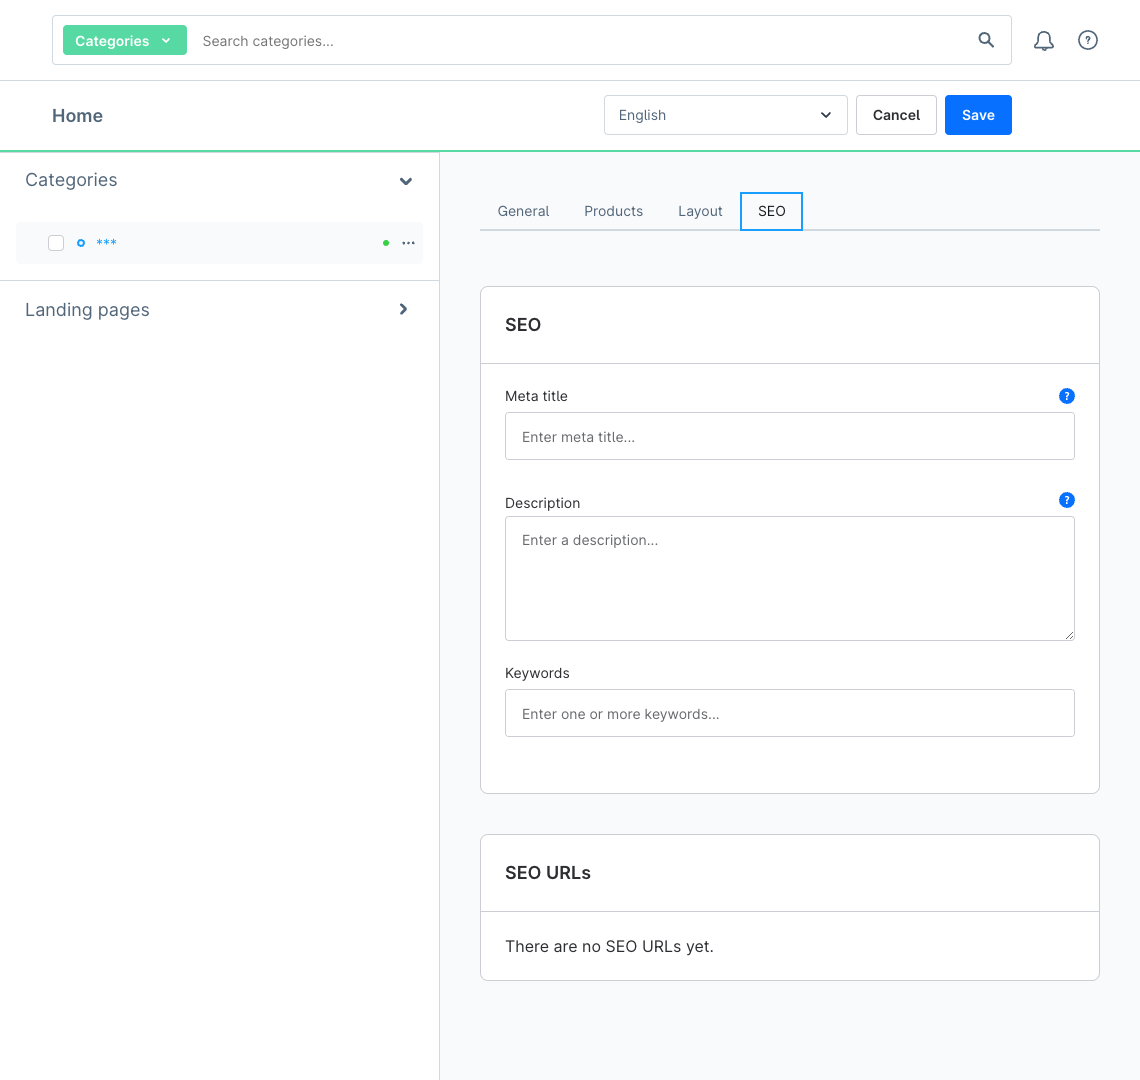 Categories
Search categories...
Home
English
Cancel
Save
Categories
***
Landing pages
General
Products
Layout
SEO
SEO
Meta title
Enter meta title...
Description
Enter a description...
Keywords
Enter one or more keywords...
SEO URLs
There are no SEO URLs yet.